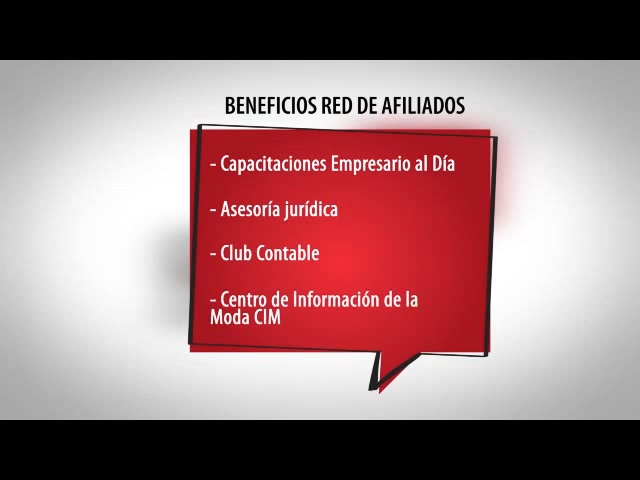 BENEFICIOS RED DE AFILIADOS
- Capacitaciones Empresario al Día
- Asesoría jurídica
- Club Contable
- Centro de Información de la
Moda CIM